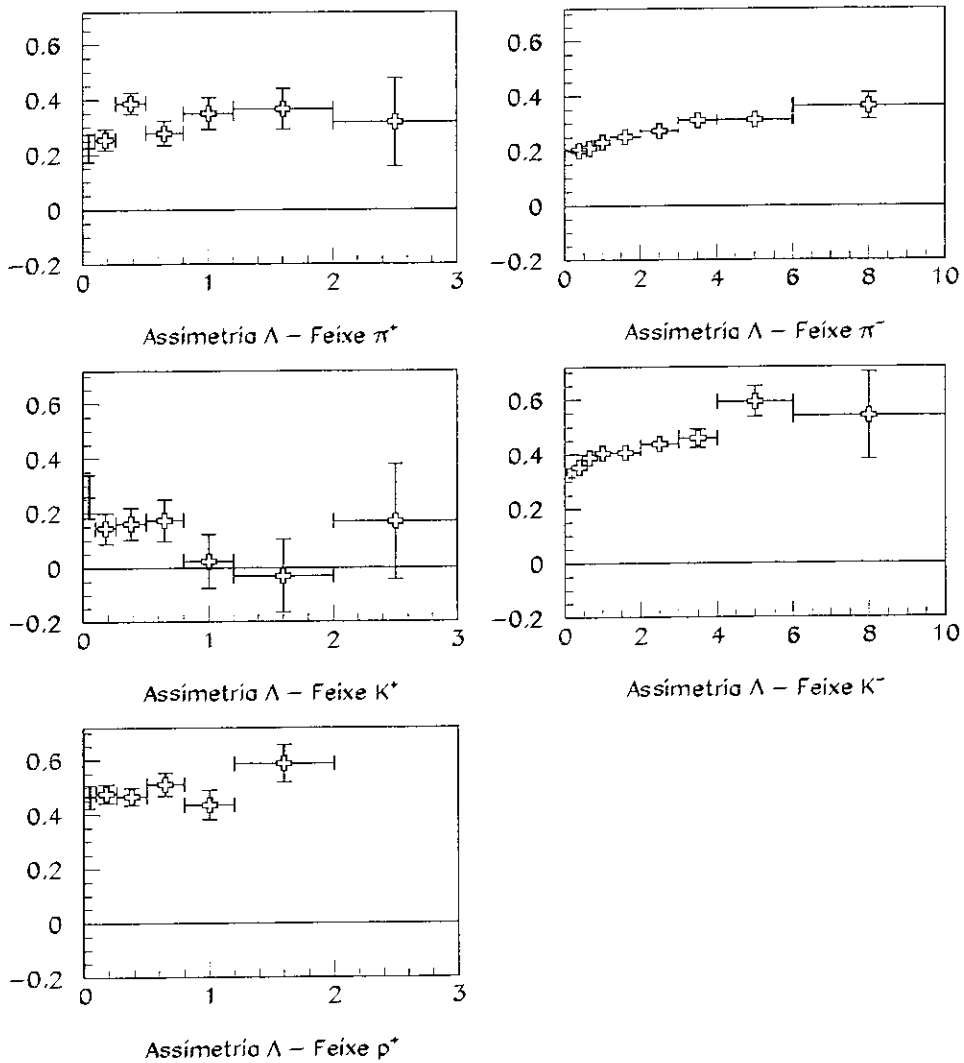 0.6
0.4
0.2
0
−0.2
0 1 2 3
Assimetria Λ − Feixe π⁺
0.6
0.4
0.2
0
−0.2
0 2 4 6 8 10
Assimetria Λ − Feixe π⁻
0.6
0.4
0.2
0
−0.2
0 1 2 3
Assimetria Λ − Feixe K⁺
0.6
0.4
0.2
0
−0.2
0 2 4 6 8 10
Assimetria Λ − Feixe K⁻
0.6
0.4
0.2
0
−0.2
0 1 2 3
Assimetria Λ − Feixe p⁺